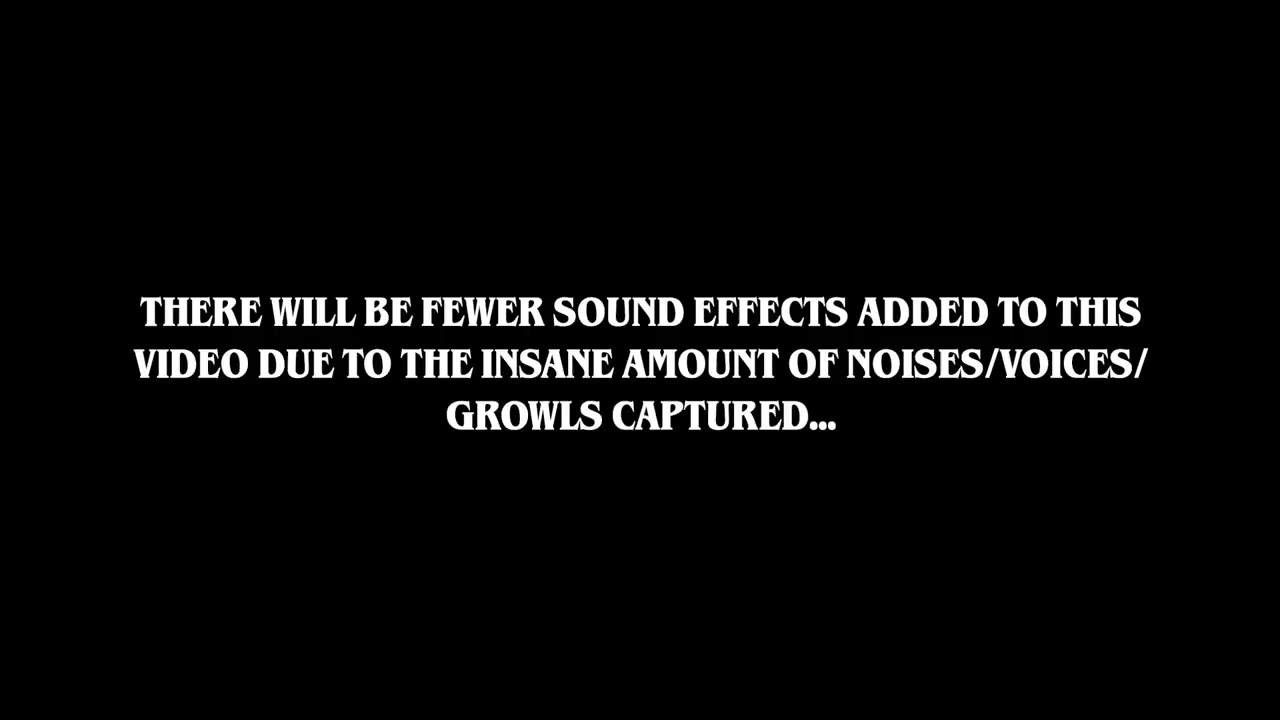 THERE WILL BE FEWER SOUND EFFECTS ADDED TO THIS
VIDEO DUE TO THE INSANE AMOUNT OF NOISES/VOICES/
GROWLS CAPTURED...